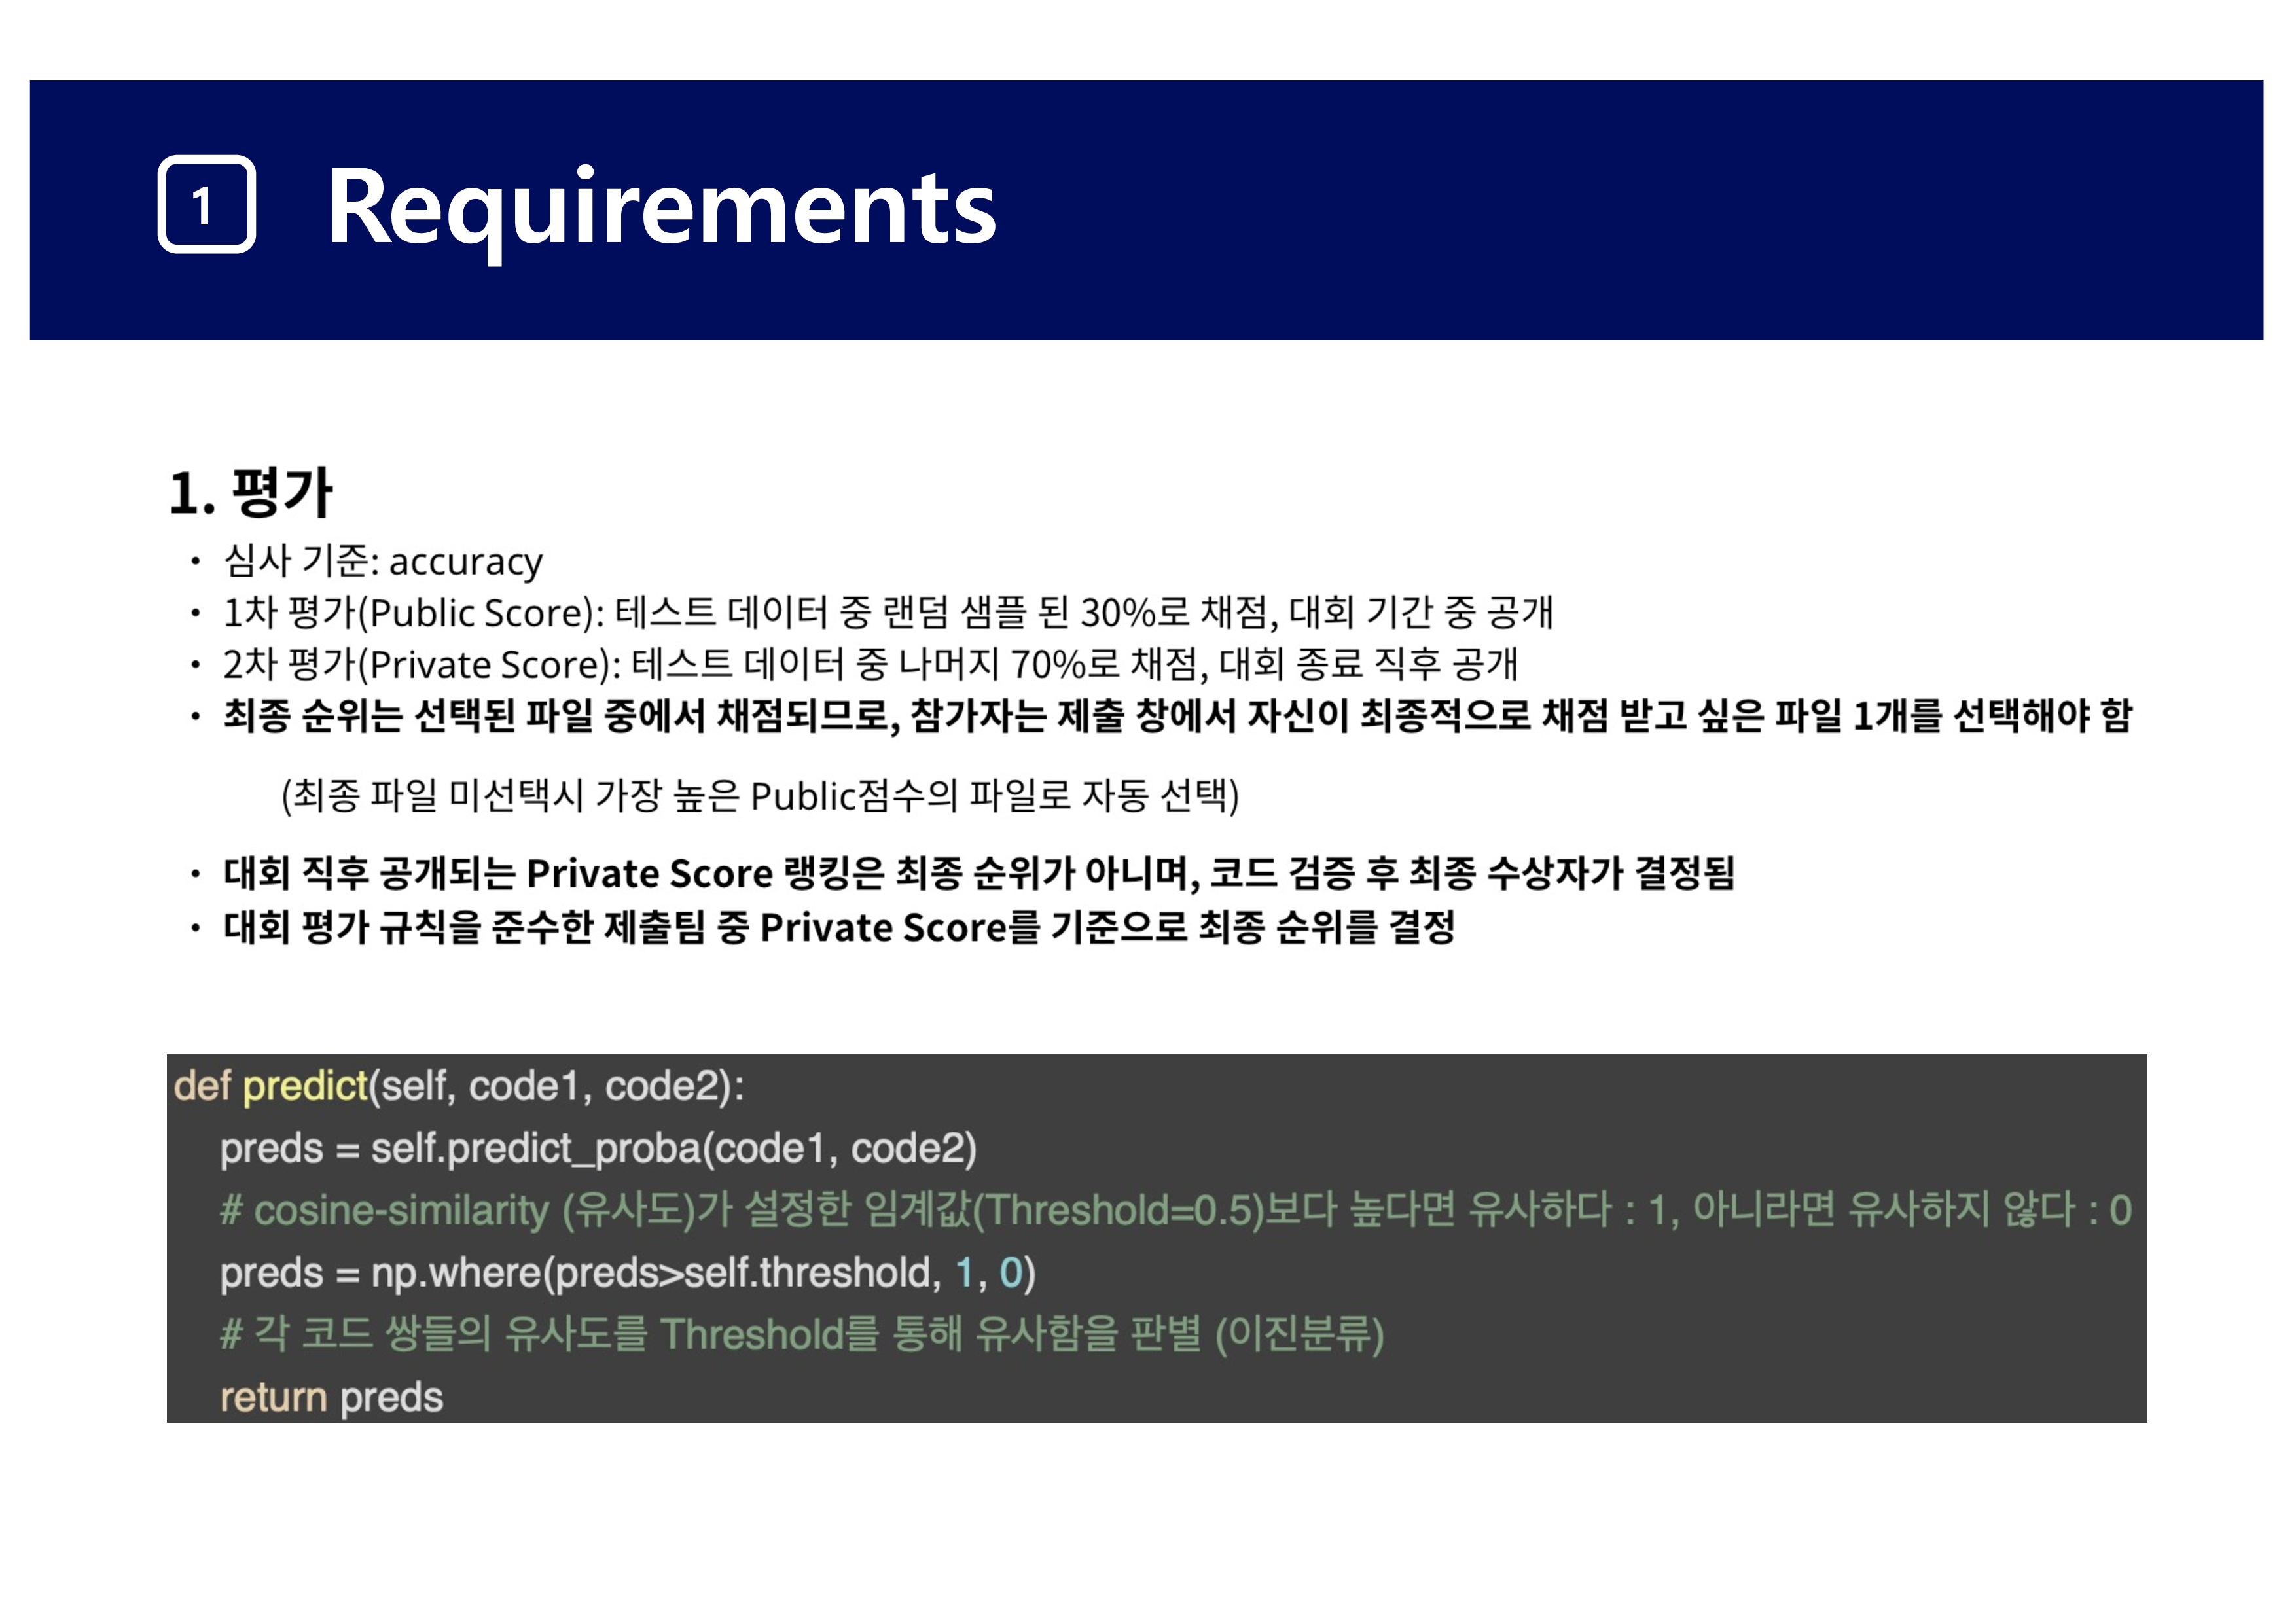 1 Requirements
1. 평가
• 심사 기준: accuracy
• 1차 평가(Public Score): 테스트 데이터 중 랜덤 샘플 된 30%로 채점, 대회 기간 중 공개
• 2차 평가(Private Score): 테스트 데이터 중 나머지 70%로 채점, 대회 종료 직후 공개
• 최종 순위는 선택된 파일 중에서 채점되므로, 참가자는 제출 창에서 자신이 최종적으로 채점 받고 싶은 파일 1개를 선택해야 함
(최종 파일 미선택시 가장 높은 Public점수의 파일로 자동 선택)
• 대회 직후 공개되는 Private Score 랭킹은 최종 순위가 아니며, 코드 검증 후 최종 수상자가 결정됨
• 대회 평가 규칙을 준수한 제출팀 중 Private Score를 기준으로 최종 순위를 결정
def predict(self, code1, code2):
preds = self.predict_proba(code1, code2)
# cosine-similarity (유사도)가 설정한 임계값(Threshold=0.5)보다 높다면 유사하다 : 1, 아니라면 유사하지 않다 : 0
preds = np.where(preds>self.threshold, 1, 0)
# 각 코드 쌍들의 유사도를 Threshold를 통해 유사함을 판별 (이진분류)
return preds